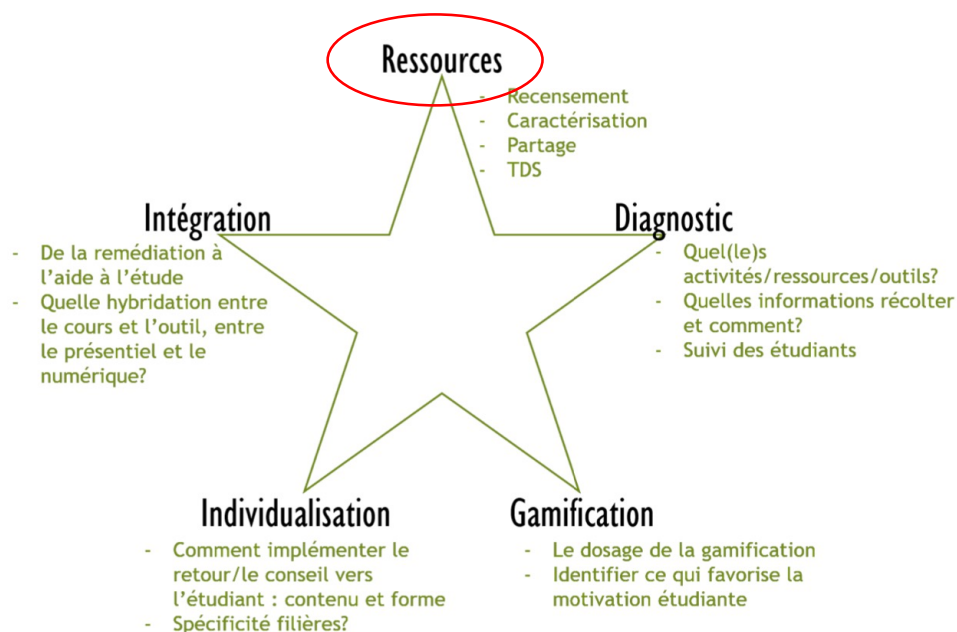 Ressources
- Recensement
- Caractérisation
- Partage
- TDS
Intégration
- De la remédiation à
l'aide à l'étude
- Quelle hybridation entre
le cours et l'outil, entre
le présentiel et le
numérique?
Diagnostic
- Quel(le)s
activités/ressources/outils?
- Quelles informations récolter
et comment?
- Suivi des étudiants
Individualisation
- Comment implémenter le
retour/le conseil vers
l'étudiant : contenu et forme
- Spécificité filières?
Gamification
- Le dosage de la gamification
- Identifier ce qui favorise la
motivation étudiante